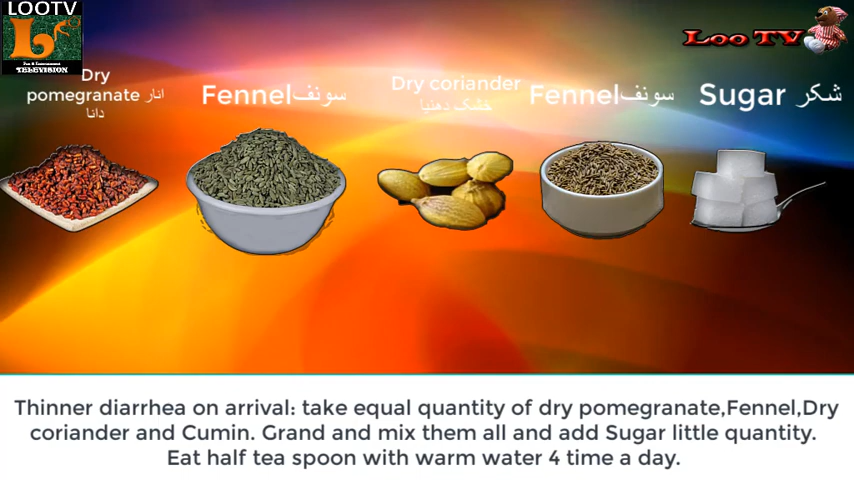 LOOTV
Fun & Entertainment
TELEVISION
Loo TV
Dry
pomegranate انار
دانا
Fennelسونف
Dry coriander
خشک دھنیا
Fennelسونف
Sugar شکر
Thinner diarrhea on arrival: take equal quantity of dry pomegranate,Fennel,Dry
coriander and Cumin. Grand and mix them all and add Sugar little quantity.
Eat half tea spoon with warm water 4 time a day.